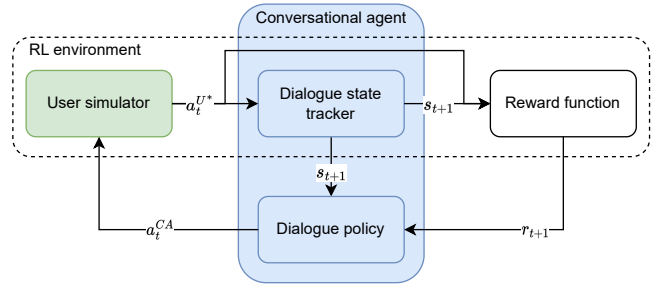 Conversational agent
RL environment
User simulator
a_t^{U*}
Dialogue state
tracker
s_{t+1}
Reward function
s_{t+1}
a_t^{CA}
Dialogue policy
r_{t+1}